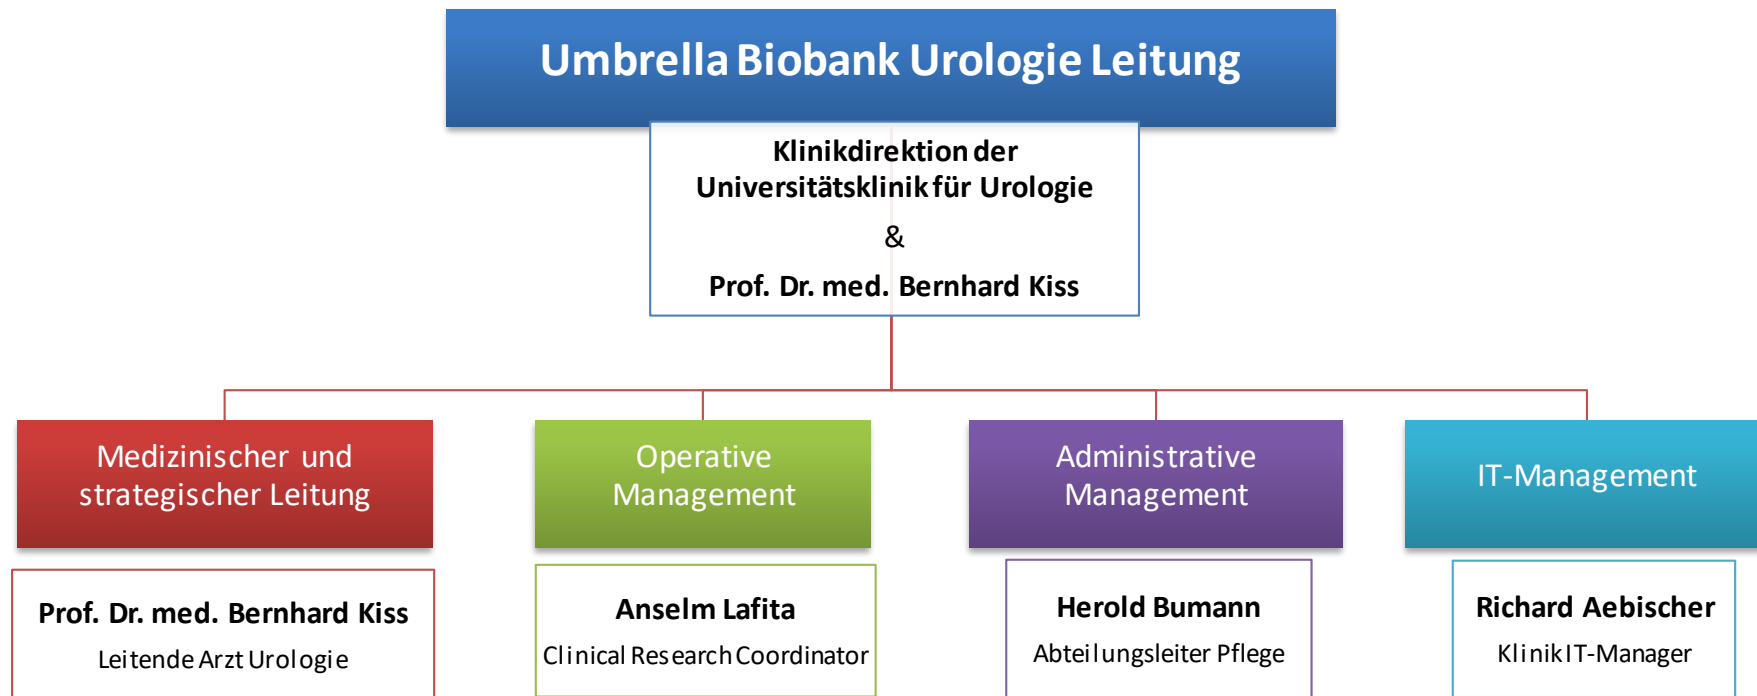 Umbrella Biobank Urologie Leitung
Klinikdirektion der
Universitätsklinik für Urologie
&
Prof. Dr. med. Bernhard Kiss
Medizinischer und
strategischer Leitung
Prof. Dr. med. Bernhard Kiss
Leitende Arzt Urologie
Operative
Management
Anselm Lafita
Clinical Research Coordinator
Administrative
Management
Herold Bumann
Abteilungsleiter Pflege
IT-Management
Richard Aebischer
Klinik IT-Manager